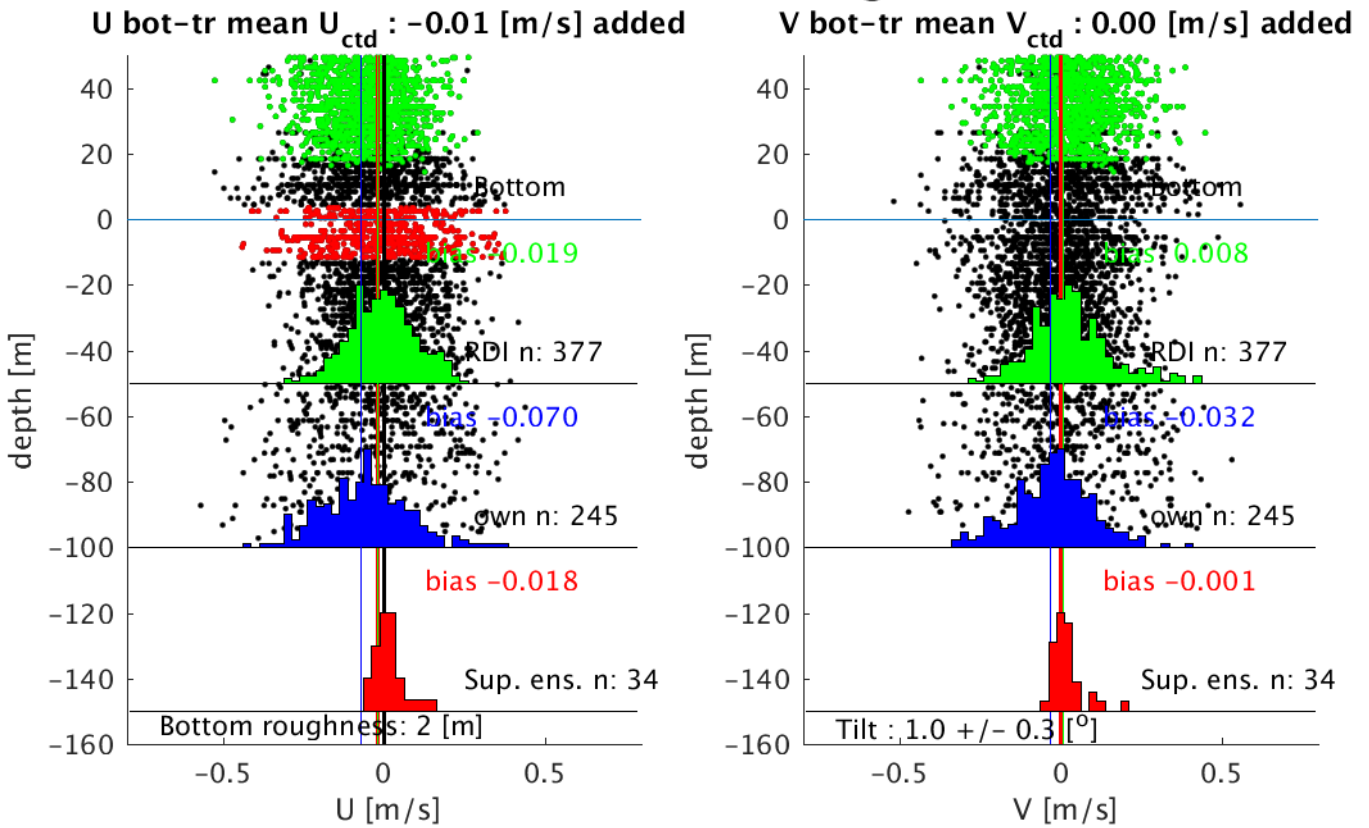 U bot-tr mean U_ctd : -0.01 [m/s] added
40
20
0
-20
-40
-60
-80
-100
-120
-140
-160
depth [m]
Bottom
bias -0.019
RDI n: 377
bias -0.070
own n: 245
bias -0.018
Sup. ens. n: 34
Bottom roughness: 2 [m]
-0.5
0
0.5
U [m/s]
V bot-tr mean V_ctd : 0.00 [m/s] added
40
20
0
-20
-40
-60
-80
-100
-120
-140
-160
depth [m]
Bottom
bias 0.008
RDI n: 377
bias -0.032
own n: 245
bias -0.001
Sup. ens. n: 34
Tilt : 1.0 +/- 0.3 [o]
-0.5
0
0.5
V [m/s]